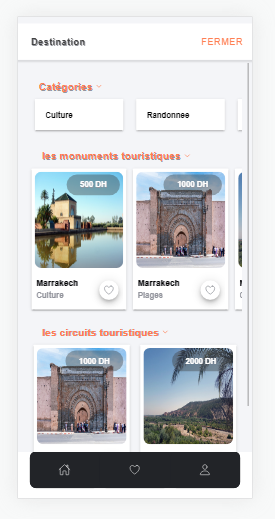 Destination
FERMER
Catégories
Culture
Randonnee
les monuments touristiques
500 DH
1000 DH
Marrakech
Culture
Marrakech
Plages
les circuits touristiques
1000 DH
2000 DH